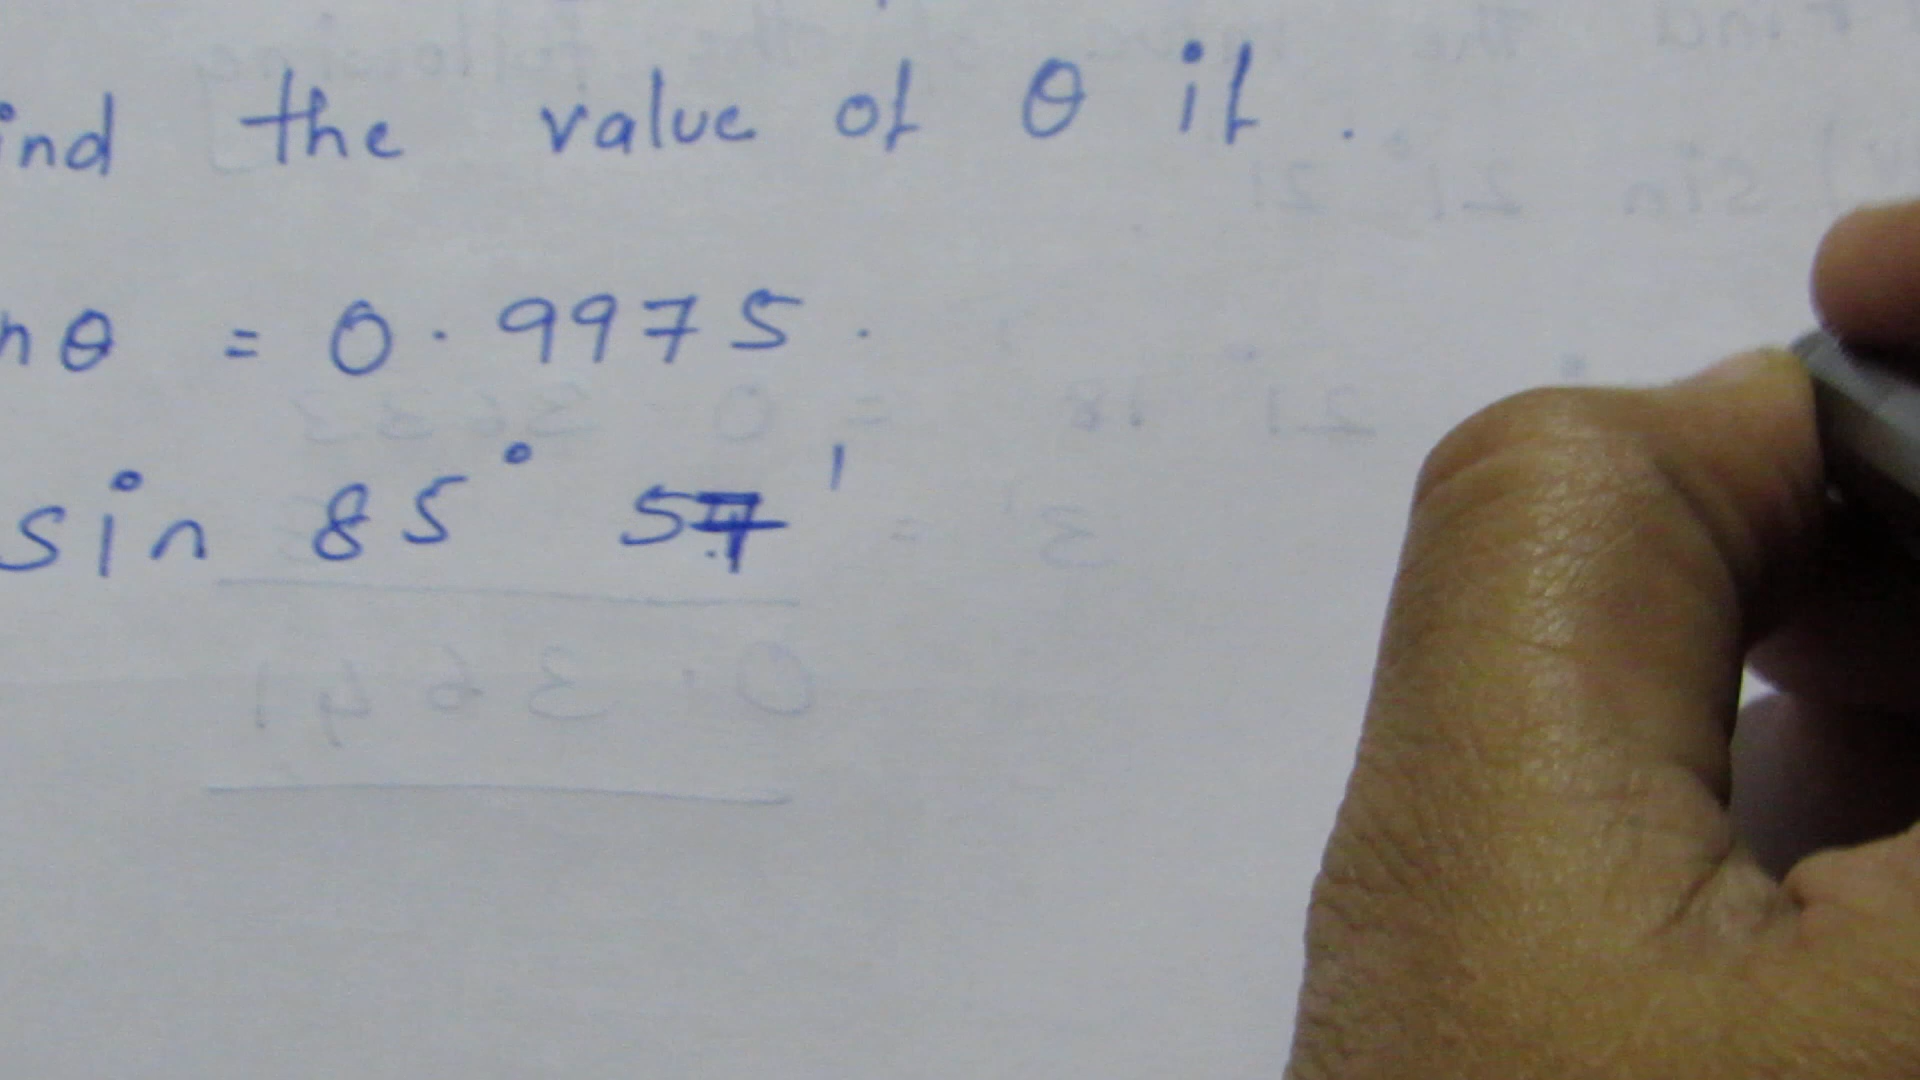 ind the value of θ if.
nθ = 0.9975.
sin 85° 57'